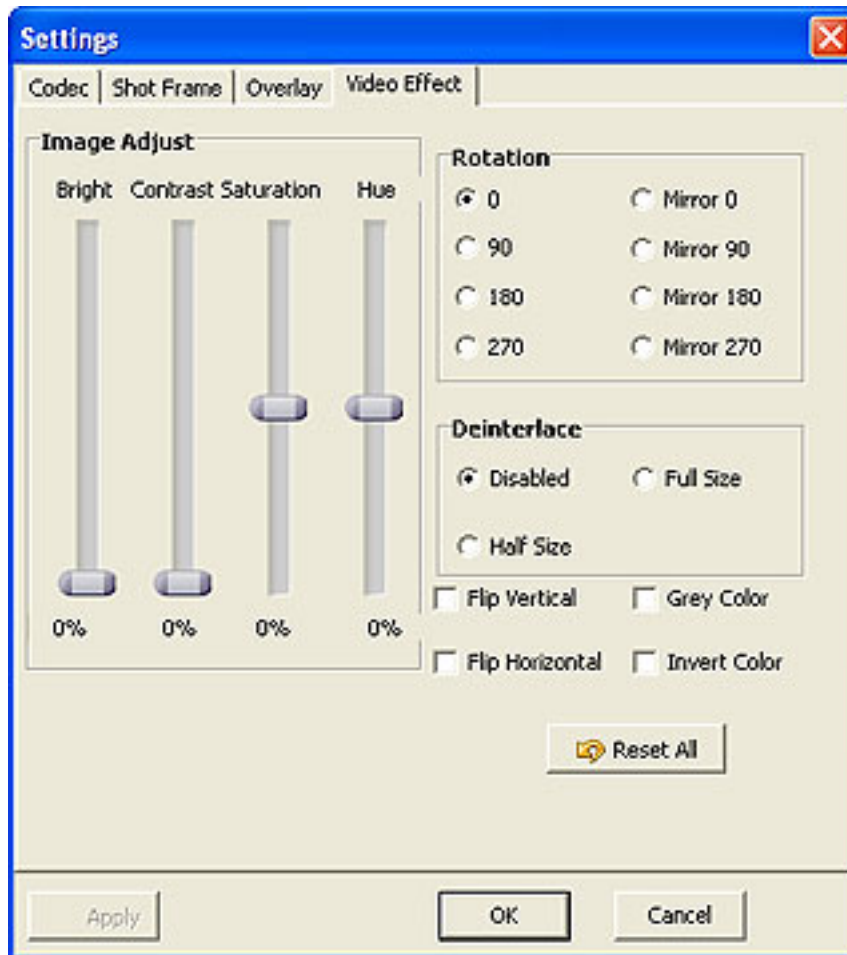 Settings
Codec Shot Frame Overlay Video Effect
Image Adjust
Bright Contrast Saturation Hue
0% 0% 0% 0%
Rotation
0 Mirror 0
90 Mirror 90
180 Mirror 180
270 Mirror 270
Deinterlace
Disabled Full Size
Half Size
Flip Vertical Grey Color
Flip Horizontal Invert Color
Reset All
Apply OK Cancel